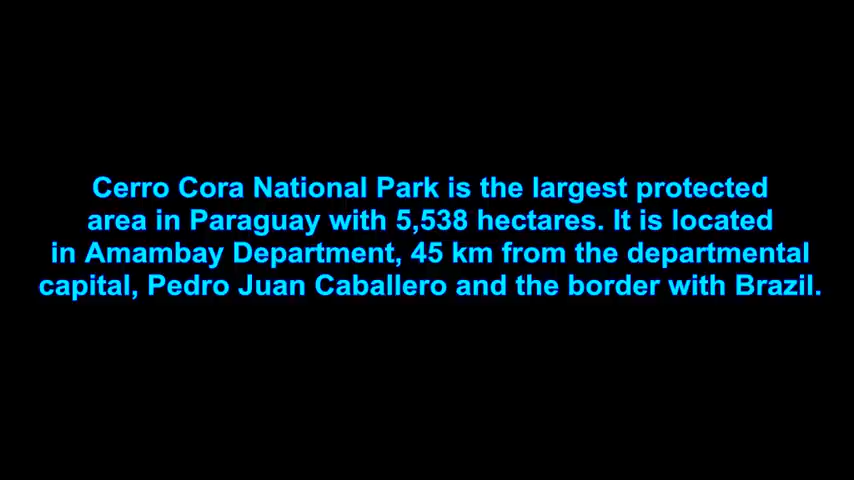 Cerro Cora National Park is the largest protected
area in Paraguay with 5,538 hectares. It is located
in Amambay Department, 45 km from the departmental
capital, Pedro Juan Caballero and the border with Brazil.